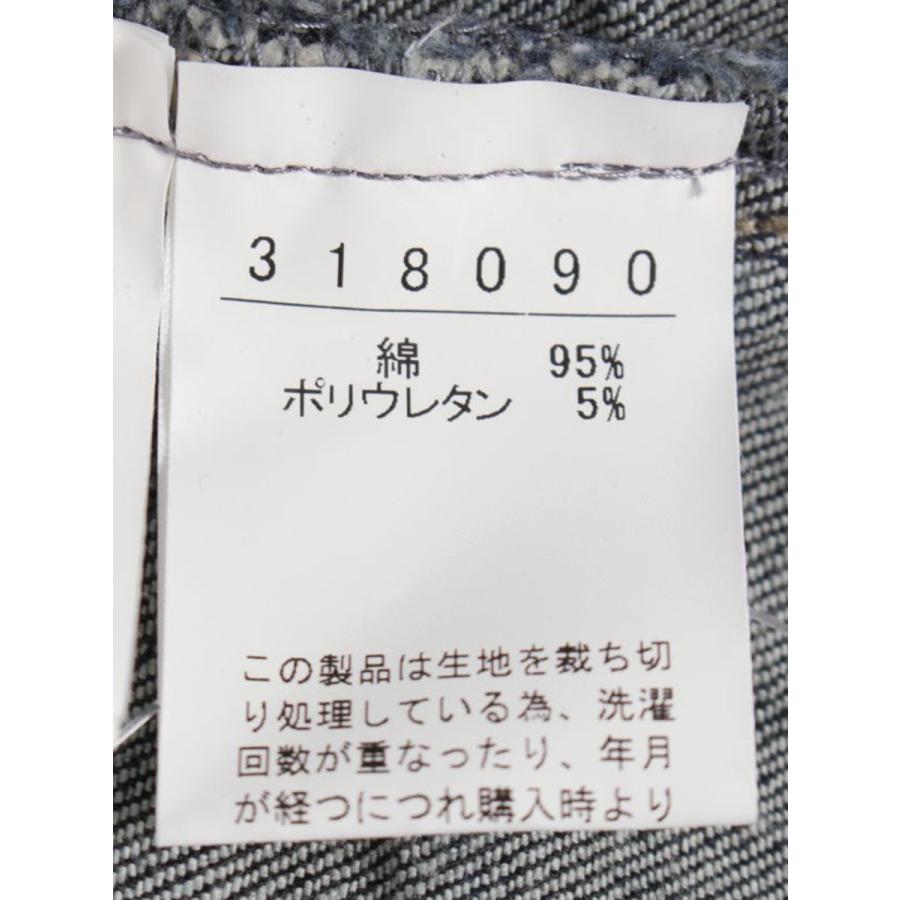 318090
綿 95%
ポリウレタン 5%
この製品は生地を裁ち切
り処理している為、洗濯
回数が重なったり、年月
が経つにつれ購入時より